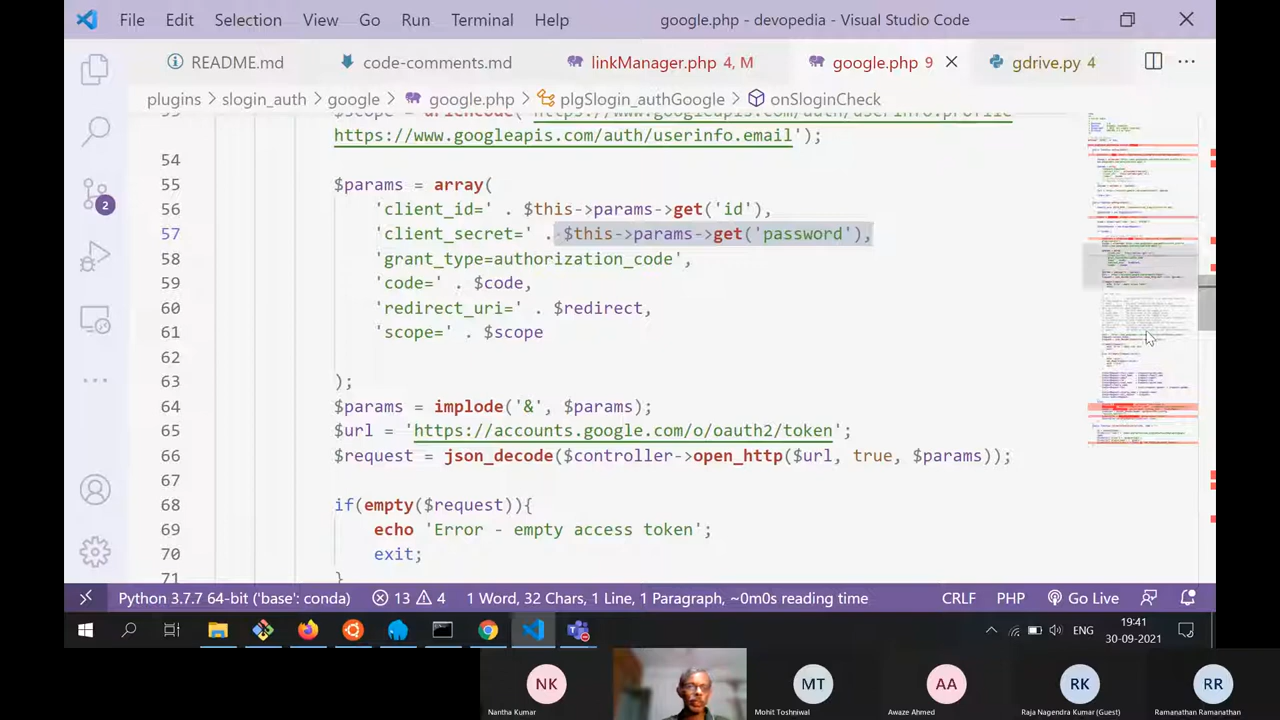 File Edit Selection View Go Run Terminal Help google.php - devopedia - Visual Studio Code
README.md code-comments.md linkManager.php 4, M google.php 9 gdrive.py 4
plugins > slogin_auth > google > google.php > plgSlogin_authGoogle > onSloginCheck
https://www.googleapis.com/auth/userinfo.email');
54
55 $params = array(
56 $this->params->get('id'),
57 $this->params->get('password'
58 'grant_type=authorization_code'
59 'code=' . $code,
60 $redirect,
61 $scope
62
63 );
64 $params = implode('&', $params);
65 $url = accounts.google.com/o/oauth2/token';
66 $request = json_decode($controller->open_http($url, true, $params));
67
68 if(empty($request)){
69 echo 'Error - empty access token';
70 exit;
71 }
2
Python 3.7.7 64-bit ('base': conda) 13 4 1 Word, 32 Chars, 1 Line, 1 Paragraph, ~0m0s reading time CRLF PHP Go Live
ENG 19:41
30-09-2021
NK MT AA RK RR
Nantha Kumar Mohit Toshniwal Awaze Ahmed Raja Nagendra Kumar (Guest) Ramanathan Ramanathan